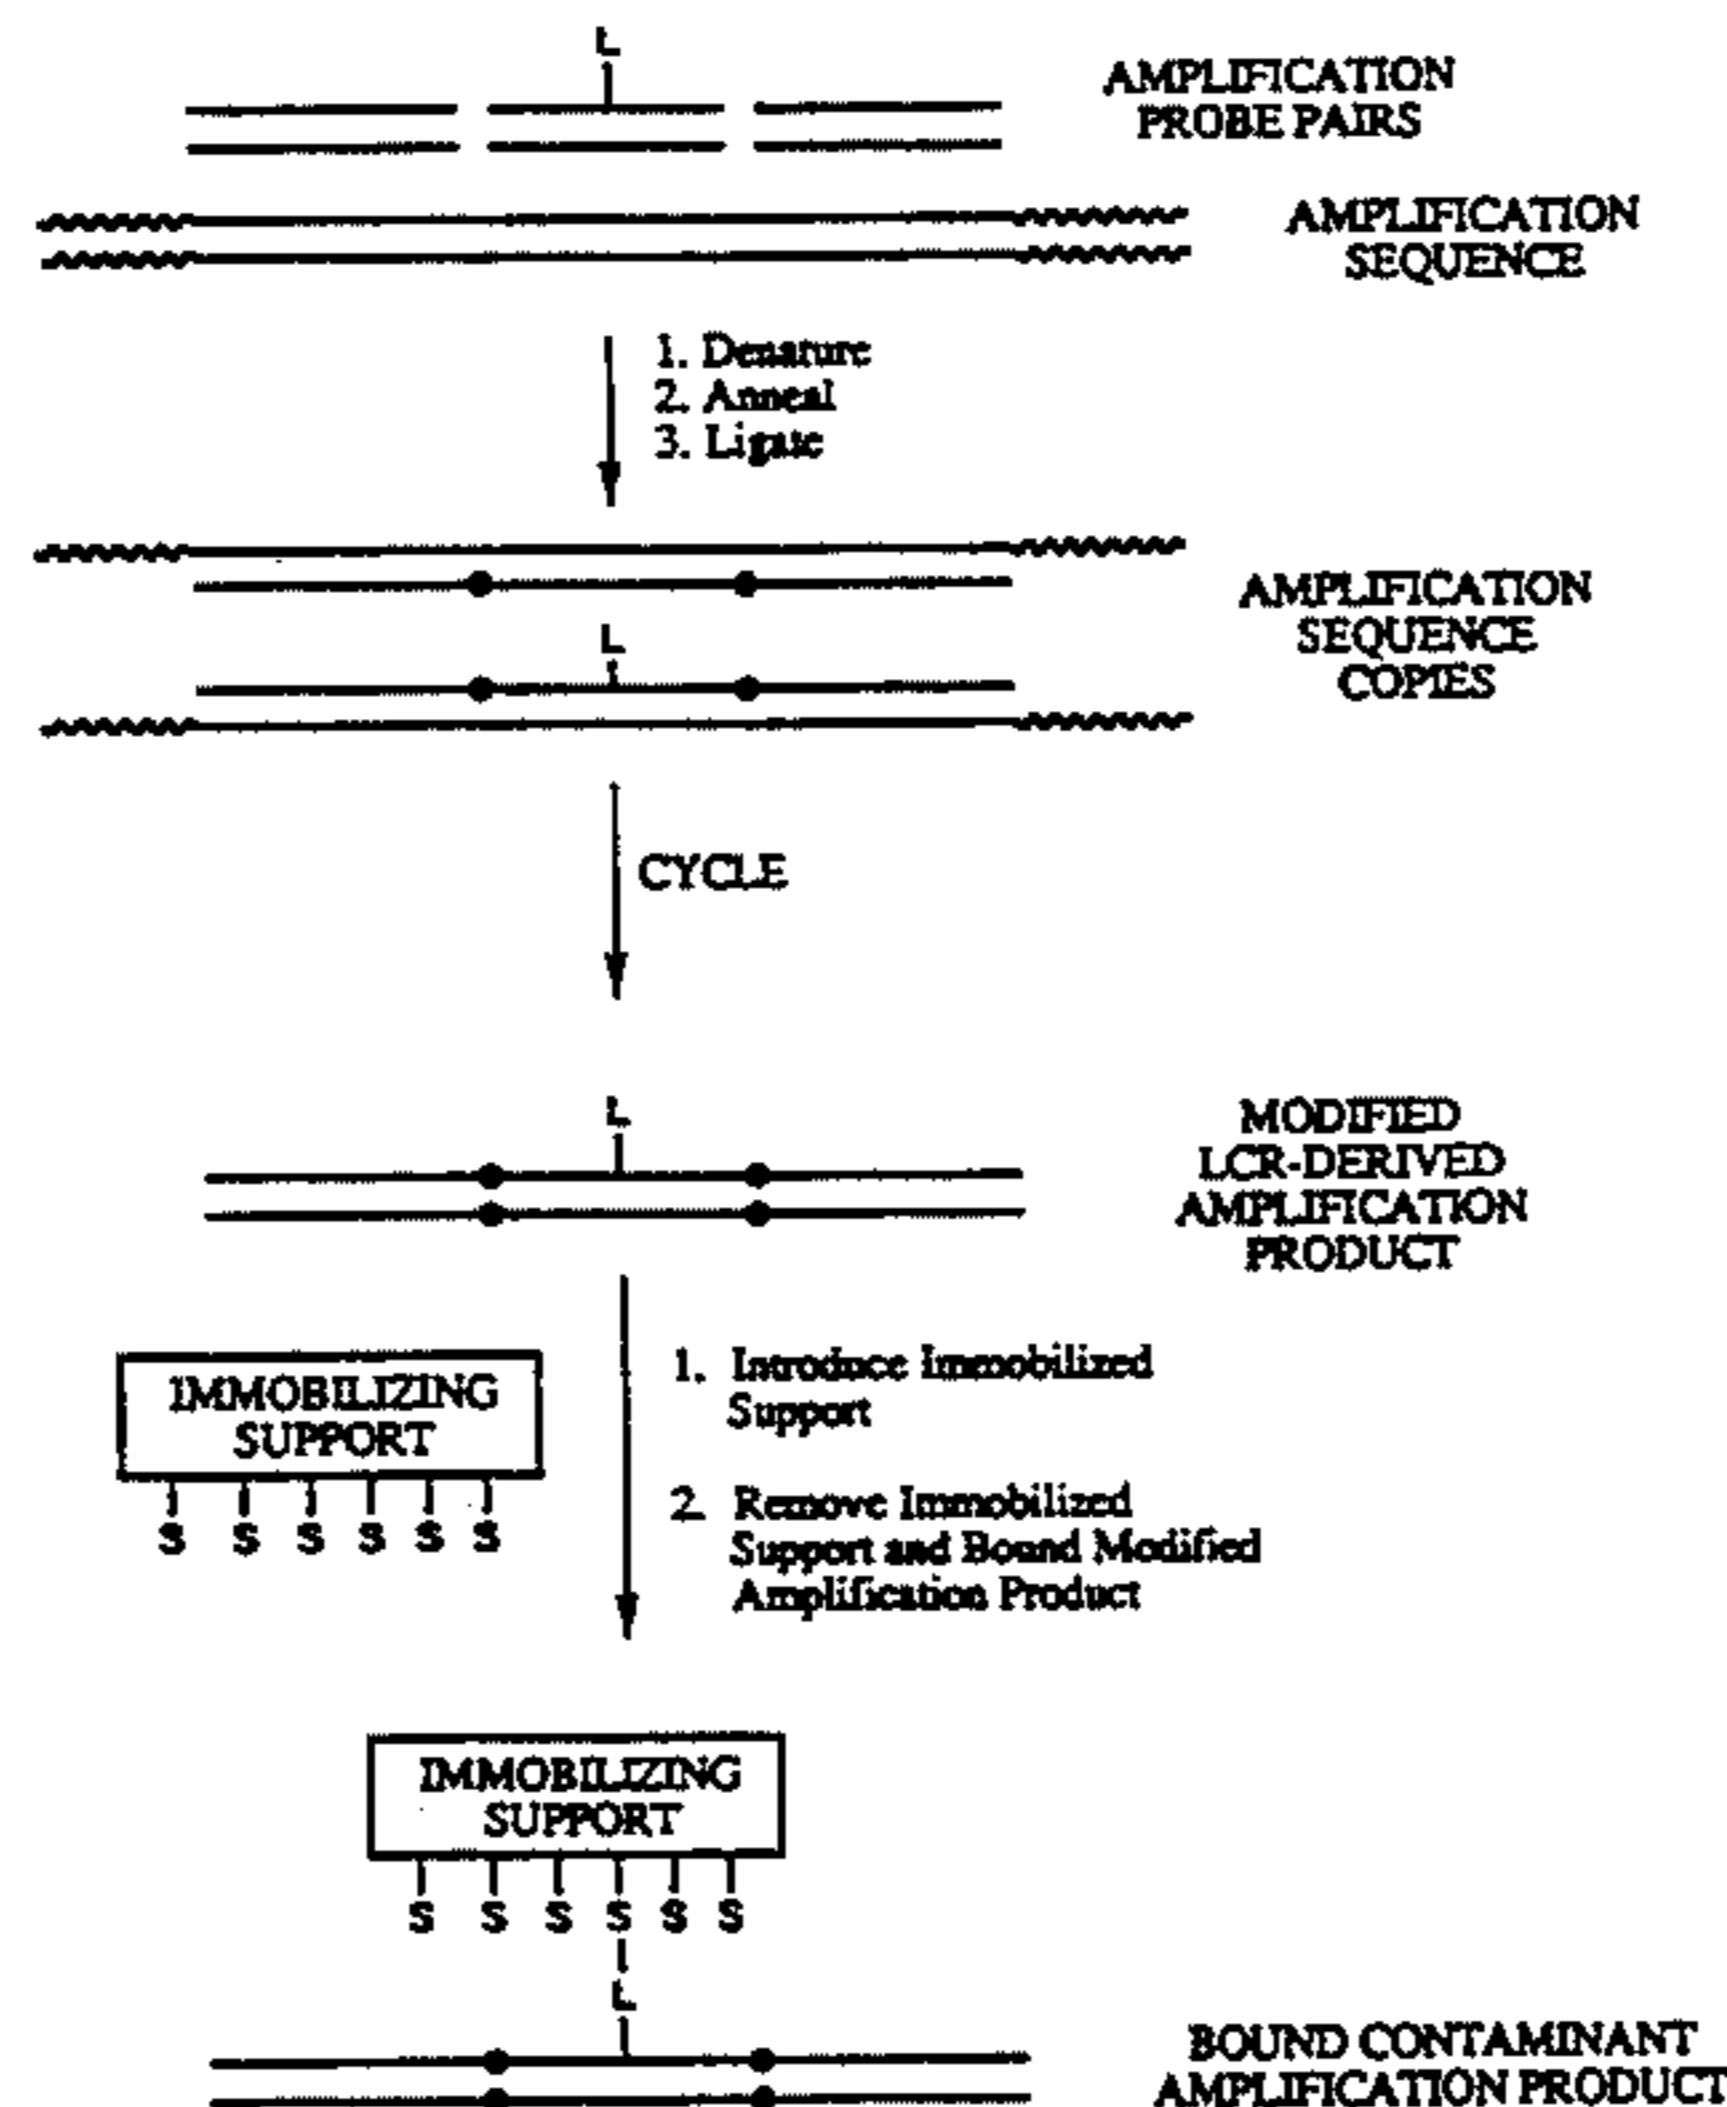 L
AMPLIFICATION
PROBE PAIRS
AMPLIFICATION
SEQUENCE
1. Denature
2. Anneal
3. Ligate
AMPLIFICATION
SEQUENCE
COPIES
L
CYCLE
L
MODIFIED
LCR-DERIVED
AMPLIFICATION
PRODUCT
IMMOBILIZING
SUPPORT
S S S S S S
1. Introduce Immobilized
Support
2. Remove Immobilized
Support and Bound Modified
Amplification Product
IMMOBILIZING
SUPPORT
S S S S S S
L
BOUND CONTAMINANT
AMPLIFICATION PRODUCT